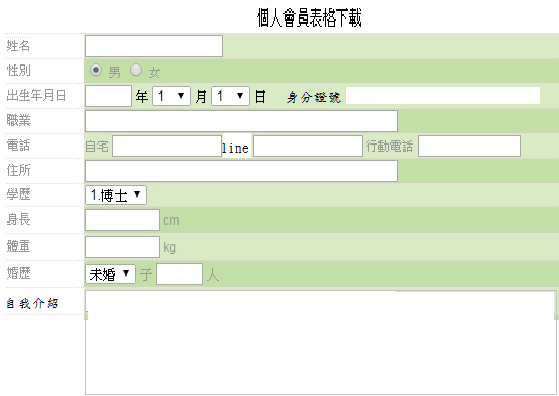 個人會員表格下載
姓名
性別 男 女
出坐年月日 年 1 月 1 日 身分證號
職業
電話 自宅 line 行動電話
住所
學歷 1.博士
身長 cm
體重 kg
婚歷 未婚 子 人
自我介紹